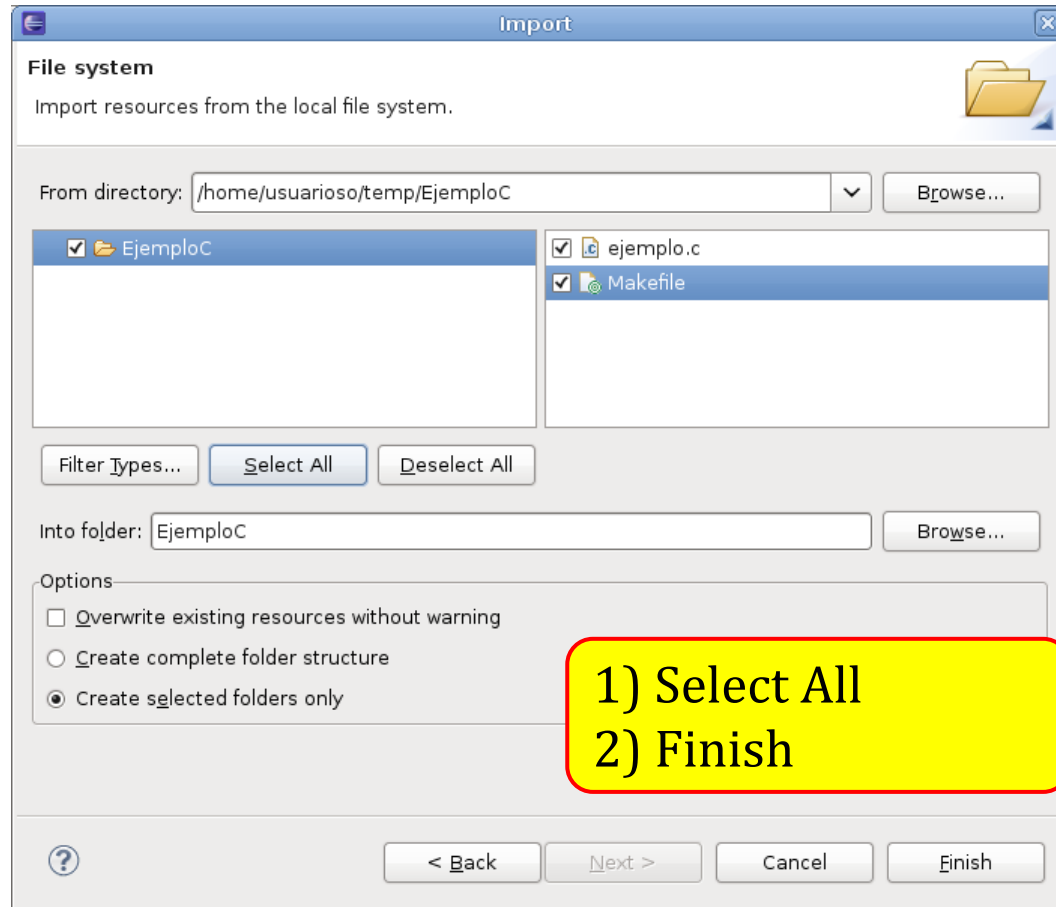 Import
File system
Import resources from the local file system.
From directory: /home/usuarioso/temp/EjemploC Browse...
EjemploC
ejemplo.c
Makefile
Filter Types... Select All Deselect All
Into folder: EjemploC Browse...
Options
Overwrite existing resources without warning
Create complete folder structure
Create selected folders only
1) Select All
2) Finish
? < Back Next > Cancel Finish